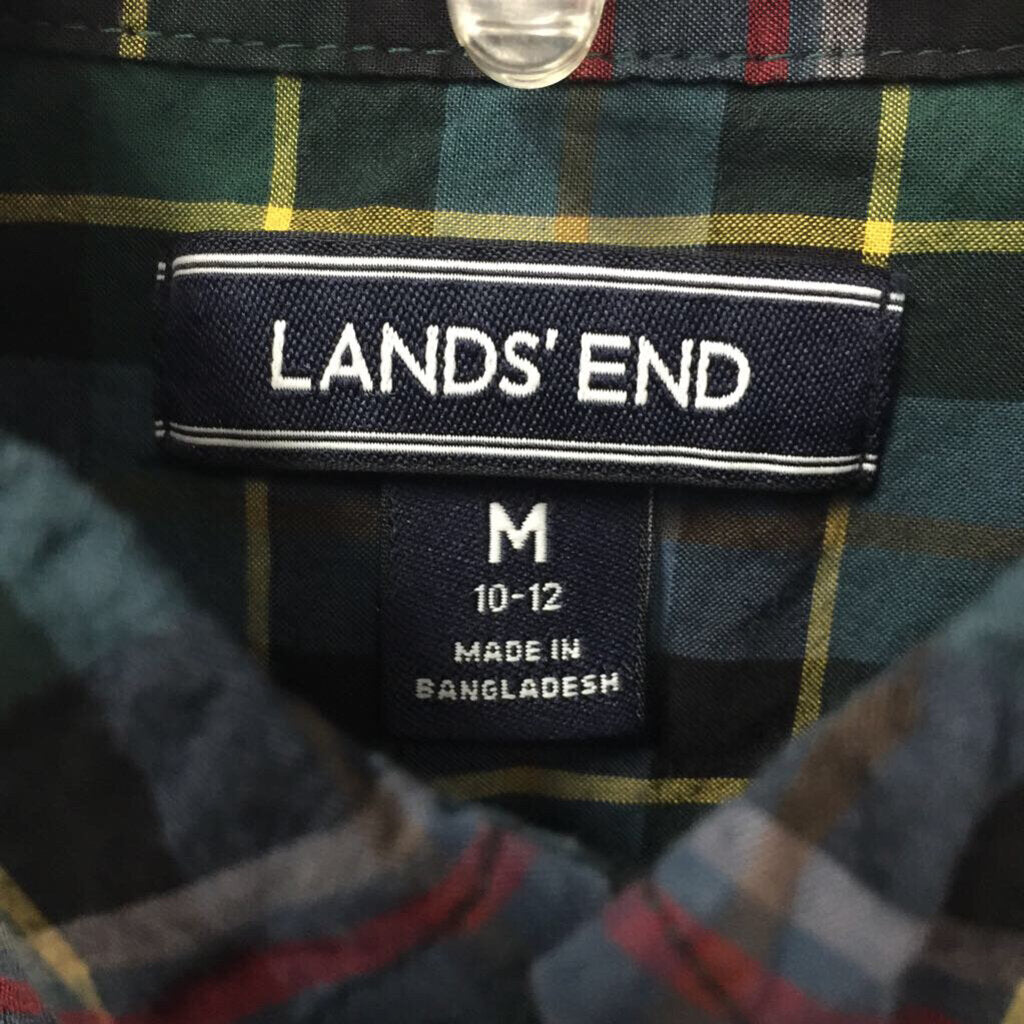 LANDS' END
M
10-12
MADE IN
BANGLADESH